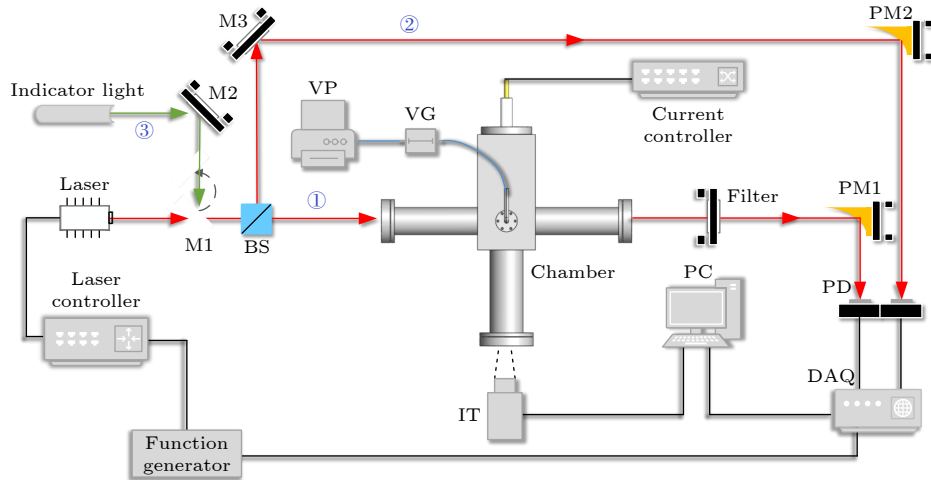 M3
②
PM2
Indicator light
M2
VP
VG
Current
controller
③
Laser
①
Filter
PM1
M1
BS
Chamber
PC
PD
Laser
controller
DAQ
IT
Function
generator